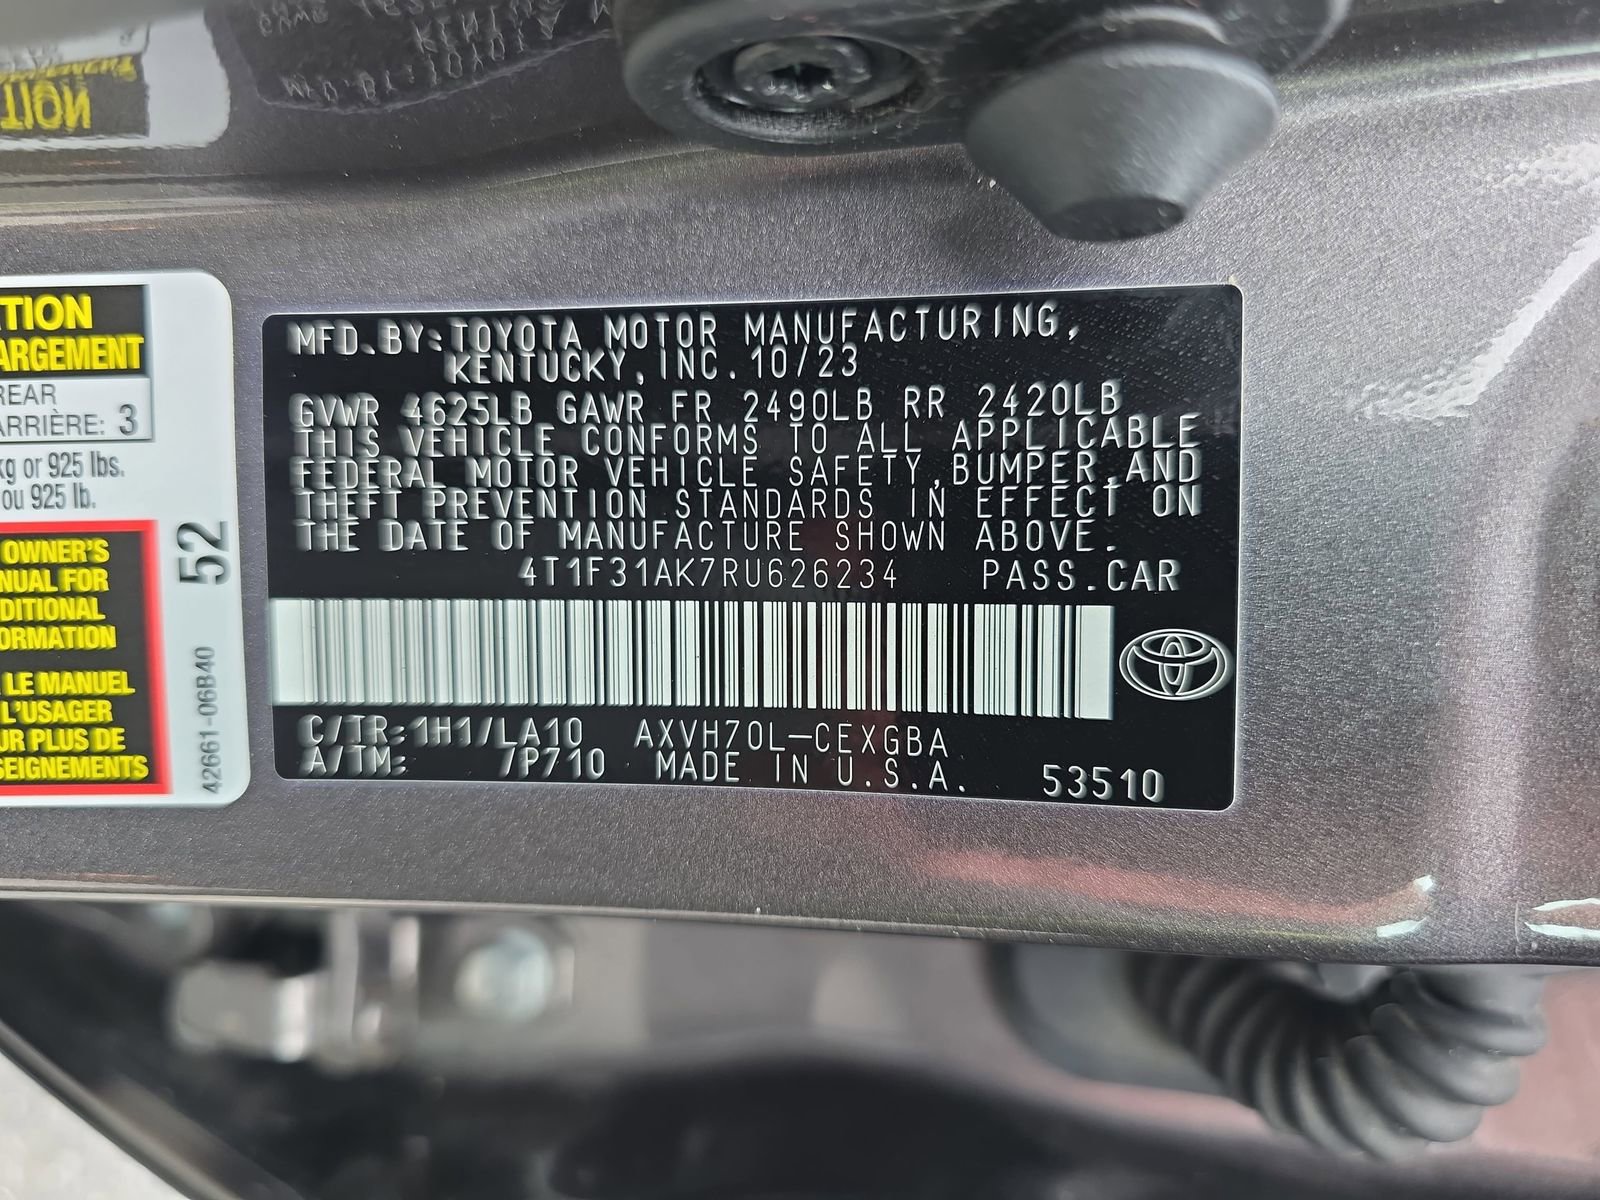 TION
ARGEMENT
REAR
ARRIÈRE: 3
kg or 925 lbs.
ou 925 lb.
OWNER'S
NUAL FOR
DITIONAL
FORMATION
LE MANUEL
L'USAGER
UR PLUS DE
SEIGNEMENTS
52
42661-06B40
MFD.BY:TOYOTA MOTOR MANUFACTURING,
KENTUCKY,INC.10/23
GVWR 4625LB GAWR FR 2490LB RR 2420LB
THIS VEHICLE CONFORMS TO ALL APPLICABLE
FEDERAL MOTOR VEHICLE SAFETY,BUMPER,AND
THEFT PREVENTION STANDARDS IN EFFECT ON
THE DATE OF MANUFACTURE SHOWN ABOVE.
4T1F31AK7RU626234 PASS.CAR
C/TR:1H1/LA10 AXVH70L-CEXGBA
A/TM: 7P710 MADE IN U.S.A. 53510